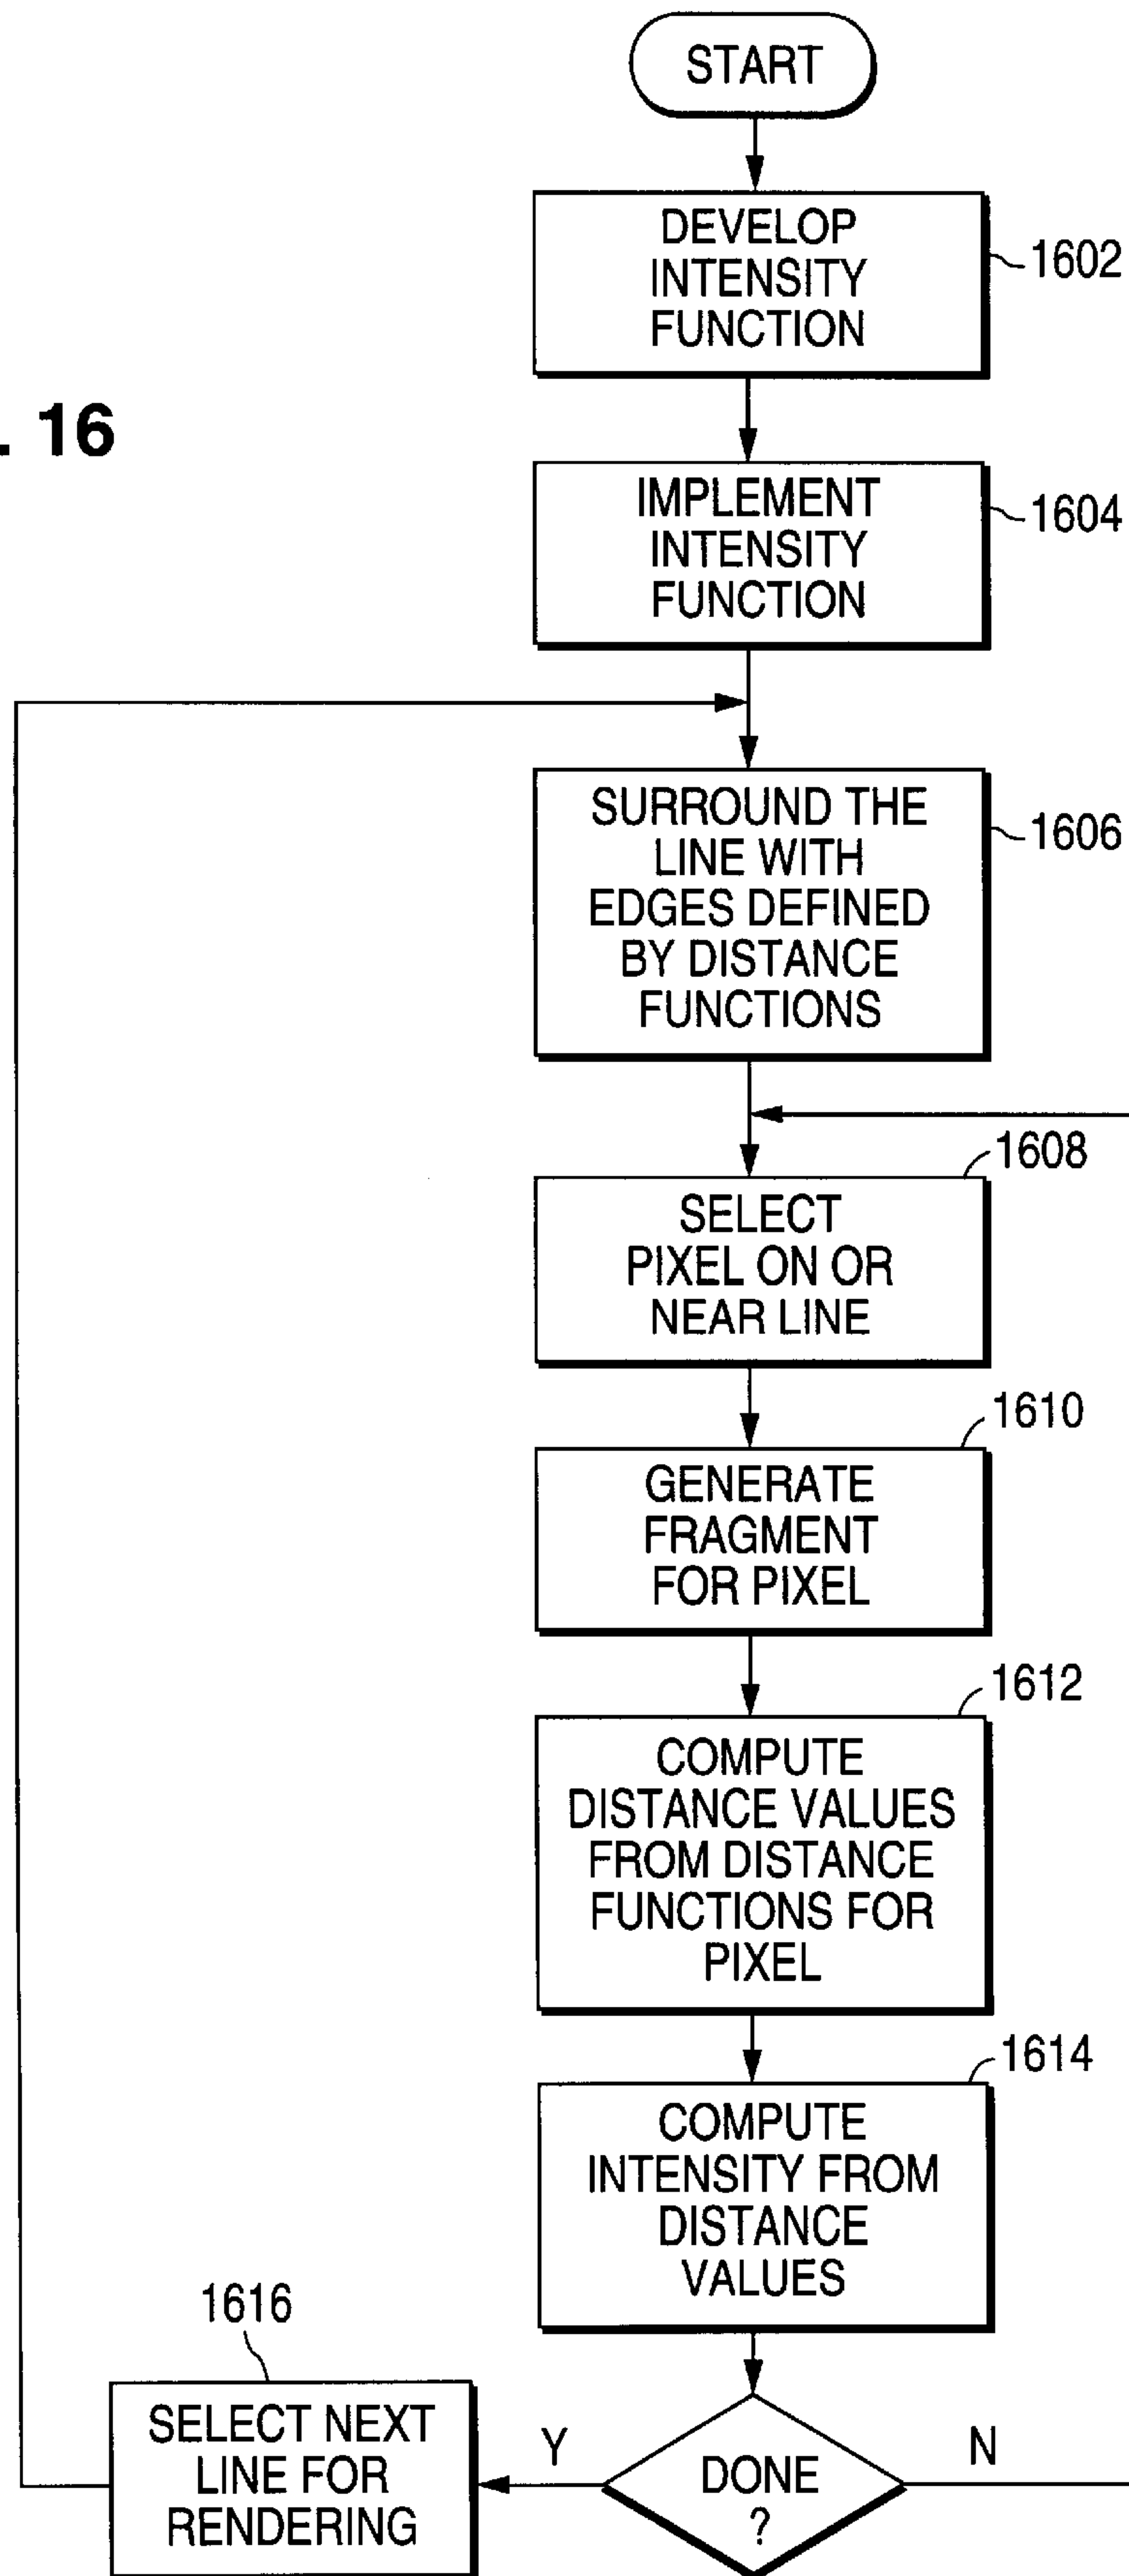 START
DEVELOP
INTENSITY
FUNCTION
1602
. 16
IMPLEMENT
INTENSITY
FUNCTION
1604
SURROUND THE
LINE WITH
EDGES DEFINED
BY DISTANCE
FUNCTIONS
1606
1608
SELECT
PIXEL ON OR
NEAR LINE
1610
GENERATE
FRAGMENT
FOR PIXEL
1612
COMPUTE
DISTANCE VALUES
FROM DISTANCE
FUNCTIONS FOR
PIXEL
1614
COMPUTE
INTENSITY FROM
DISTANCE
VALUES
1616
SELECT NEXT
LINE FOR
RENDERING
Y
DONE
?
N